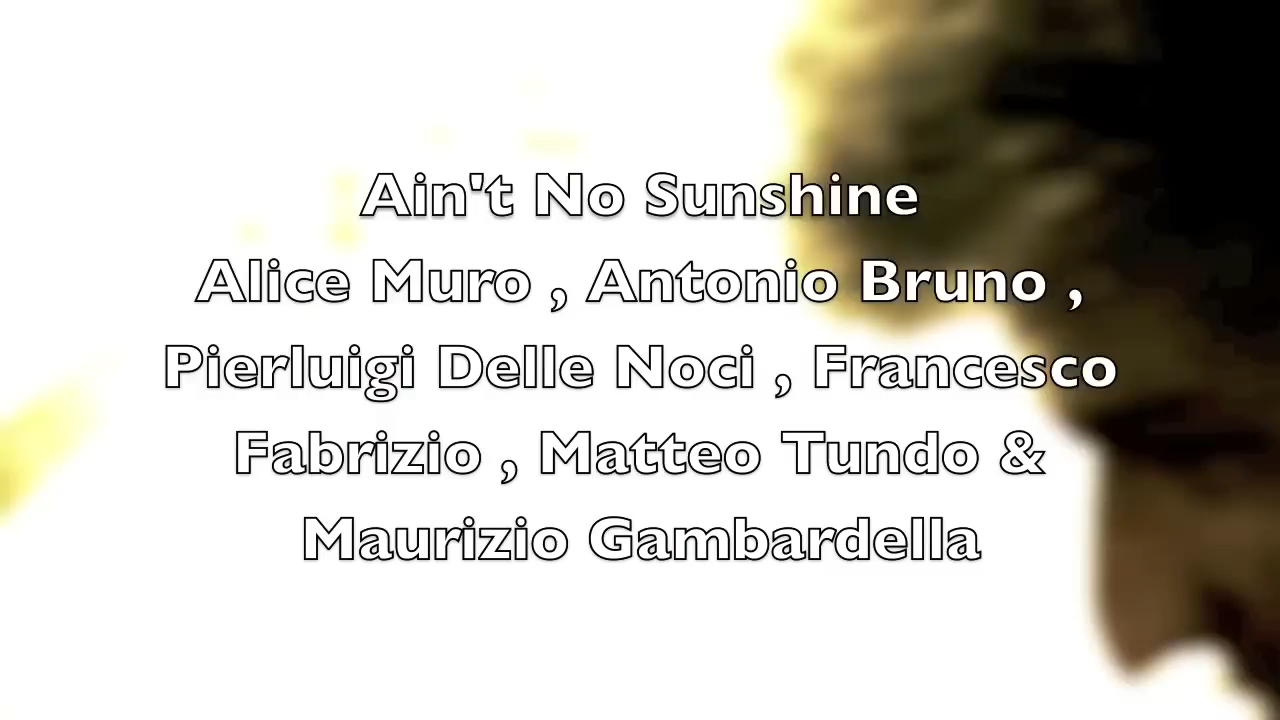 Ain't No Sunshine
Alice Muro , Antonio Bruno ,
Pierluigi Delle Noci , Francesco
Fabrizio , Matteo Tundo &
Maurizio Gambardella